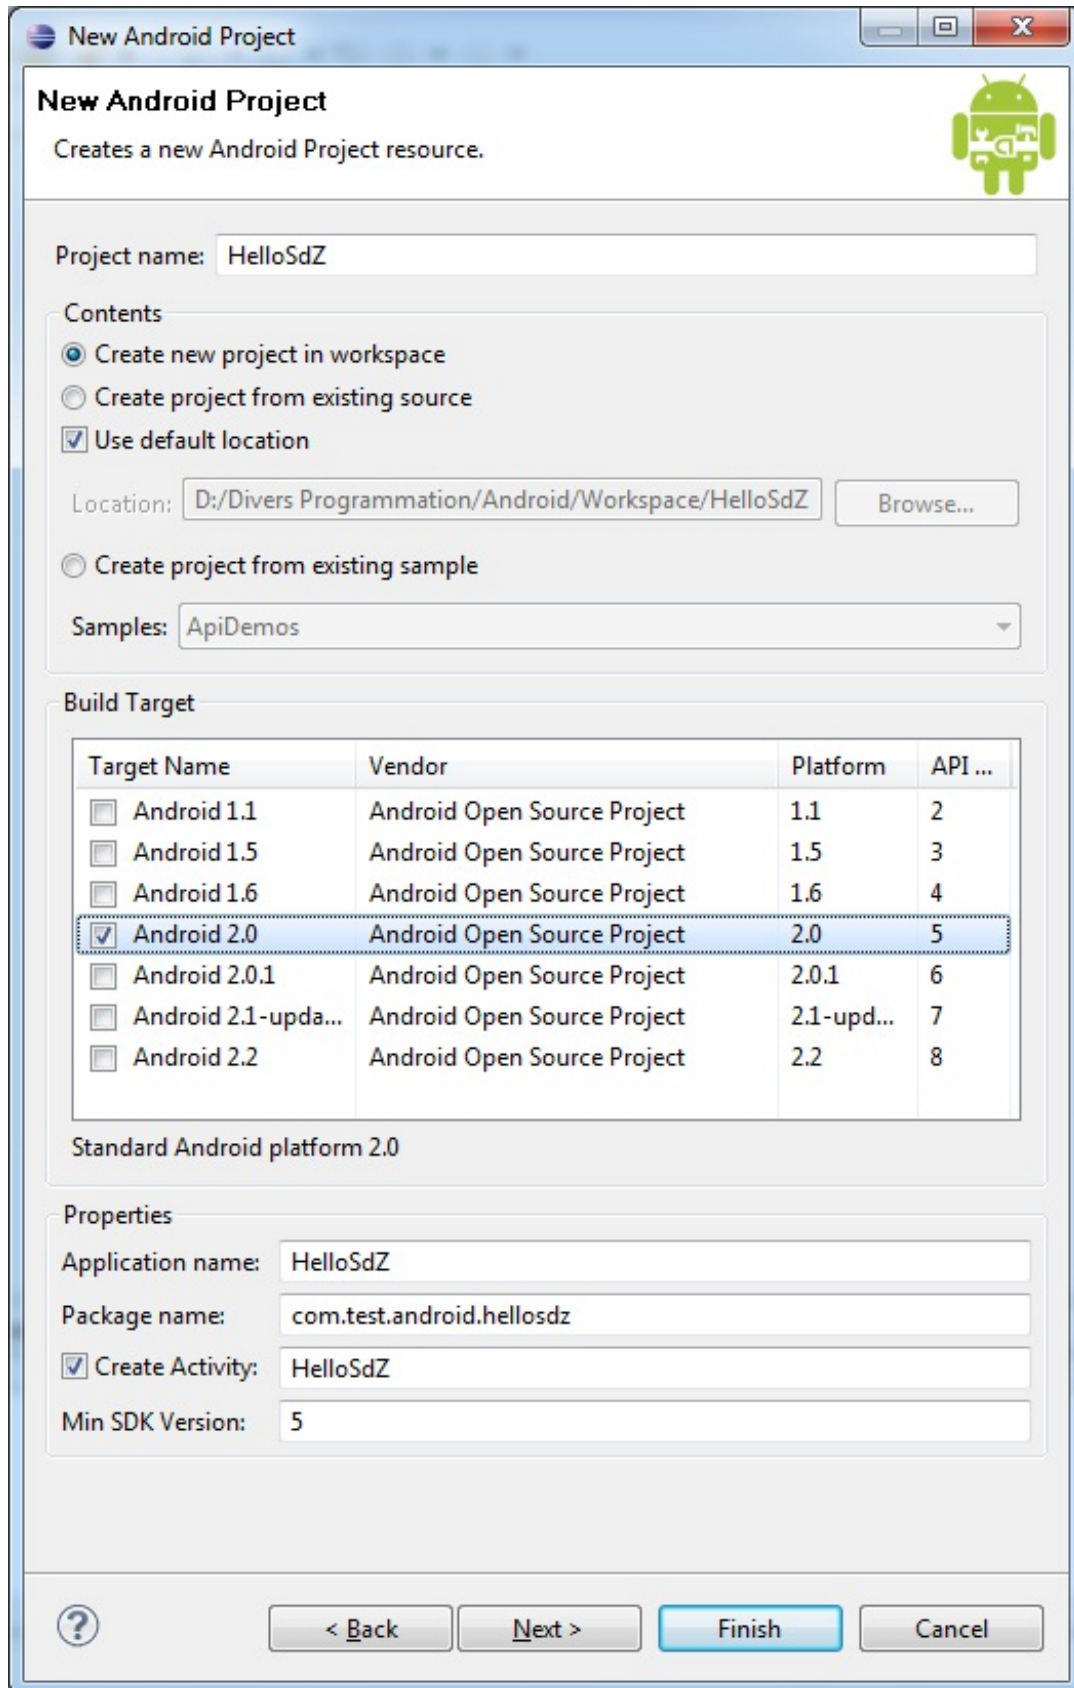 New Android Project
New Android Project
Creates a new Android Project resource.
Project name: HelloSdZ
Contents
Create new project in workspace
Create project from existing source
Use default location
Location: D:/Divers Programmation/Android/Workspace/HelloSdZ Browse...
Create project from existing sample
Samples: ApiDemos
Build Target
Target Name Vendor Platform API ...
Android 1.1 Android Open Source Project 1.1 2
Android 1.5 Android Open Source Project 1.5 3
Android 1.6 Android Open Source Project 1.6 4
Android 2.0 Android Open Source Project 2.0 5
Android 2.0.1 Android Open Source Project 2.0.1 6
Android 2.1-upda... Android Open Source Project 2.1-upd... 7
Android 2.2 Android Open Source Project 2.2 8
Standard Android platform 2.0
Properties
Application name: HelloSdZ
Package name: com.test.android.hellosdz
Create Activity: HelloSdZ
Min SDK Version: 5
? < Back Next > Finish Cancel